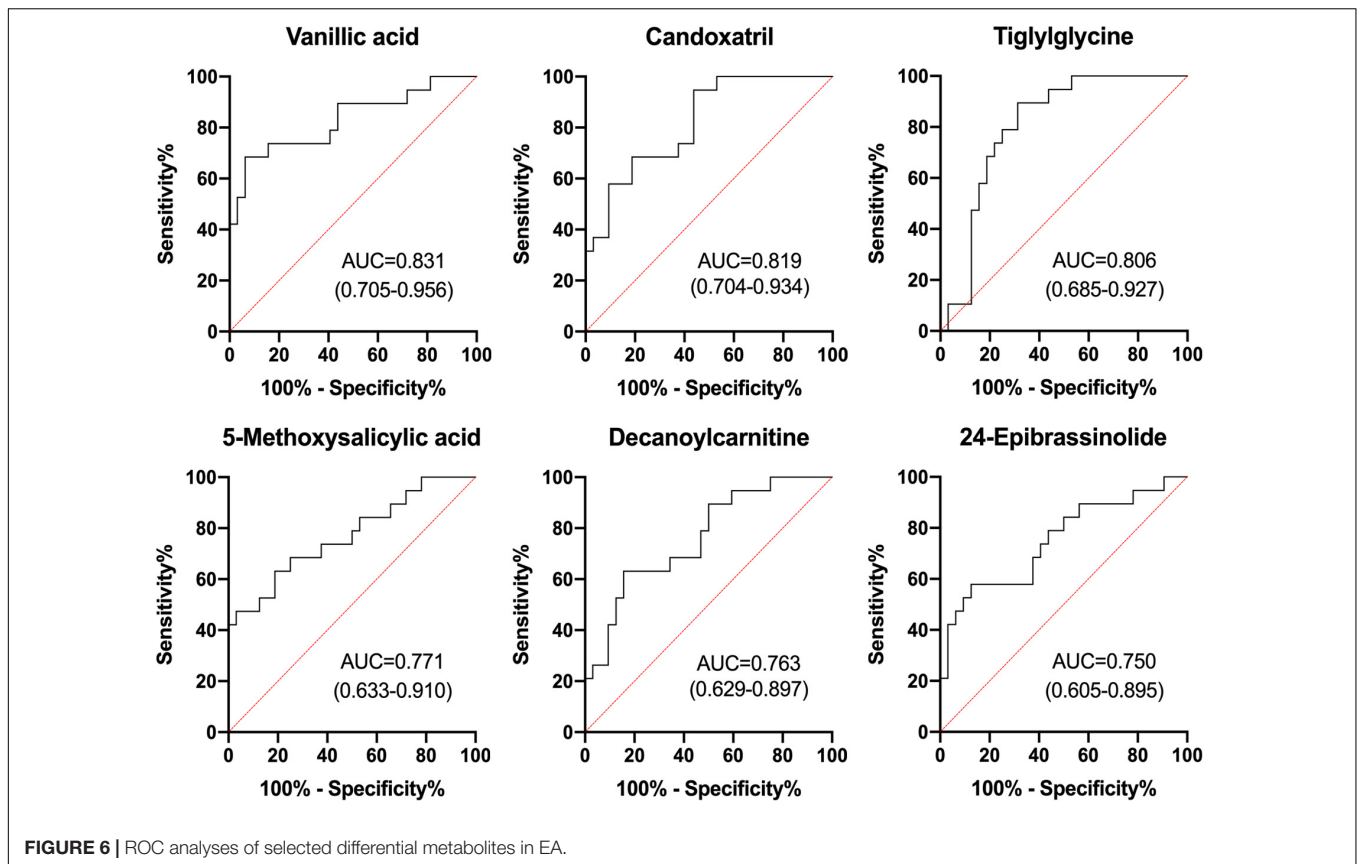 Vanillic acid
Sensitivity%
100
80
60
40
20
0
AUC=0.831
(0.705-0.956)
0 20 40 60 80 100
100% - Specificity%
Candoxatril
Sensitivity%
100
80
60
40
20
0
AUC=0.819
(0.704-0.934)
0 20 40 60 80 100
100% - Specificity%
Tiglylglycine
Sensitivity%
100
80
60
40
20
0
AUC=0.806
(0.685-0.927)
0 20 40 60 80 100
100% - Specificity%
5-Methoxysalicylic acid
Sensitivity%
100
80
60
40
20
0
AUC=0.771
(0.633-0.910)
0 20 40 60 80 100
100% - Specificity%
Decanoylcarnitine
Sensitivity%
100
80
60
40
20
0
AUC=0.763
(0.629-0.897)
0 20 40 60 80 100
100% - Specificity%
24-Epibrassinolide
Sensitivity%
100
80
60
40
20
0
AUC=0.750
(0.605-0.895)
0 20 40 60 80 100
100% - Specificity%
FIGURE 6 | ROC analyses of selected differential metabolites in EA.